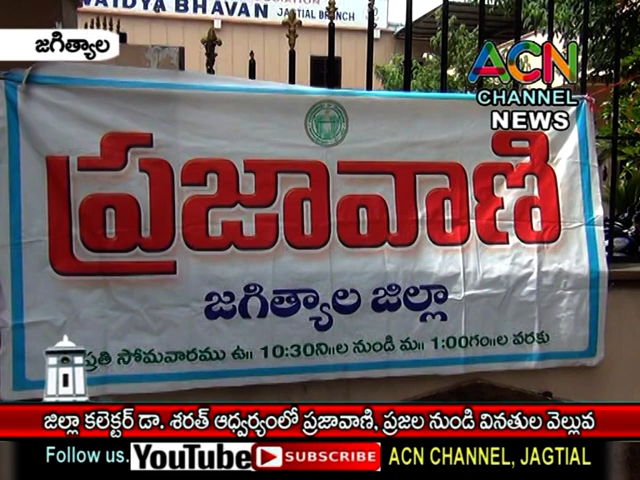 VAIDYA BHAVAN JAGTIAL BRANCH
జగిత్యాల
ACN
CHANNEL
NEWS
ప్రజావాణి
జగిత్యాల జిల్లా
ప్రతి సోమవారము ఉ॥ 10:30ని॥ల నుండి మ॥ 1:00గం॥ల వరకు
జిల్లా కలెక్టర్ డా. శరత్ ఆధ్వర్యంలో ప్రజావాణి, ప్రజల నుండి వినతుల వెల్లువ
Follow us. YouTube SUBSCRIBE ACN CHANNEL, JAGTIAL